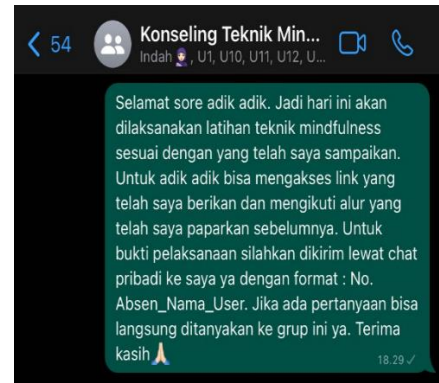 54
Konseling Teknik Min...
Indah 🧕🏻, U1, U10, U11, U12, U...
Selamat sore adik adik. Jadi hari ini akan
dilaksanakan latihan teknik mindfulness
sesuai dengan yang telah saya sampaikan.
Untuk adik adik bisa mengakses link yang
telah saya berikan dan mengikuti alur yang
telah saya paparkan sebelumnya. Untuk
bukti pelaksanaan silahkan dikirim lewat chat
pribadi ke saya ya dengan format : No.
Absen_Nama_User. Jika ada pertanyaan bisa
langsung ditanyakan ke grup ini ya. Terima
kasih🙏🏻
18.29